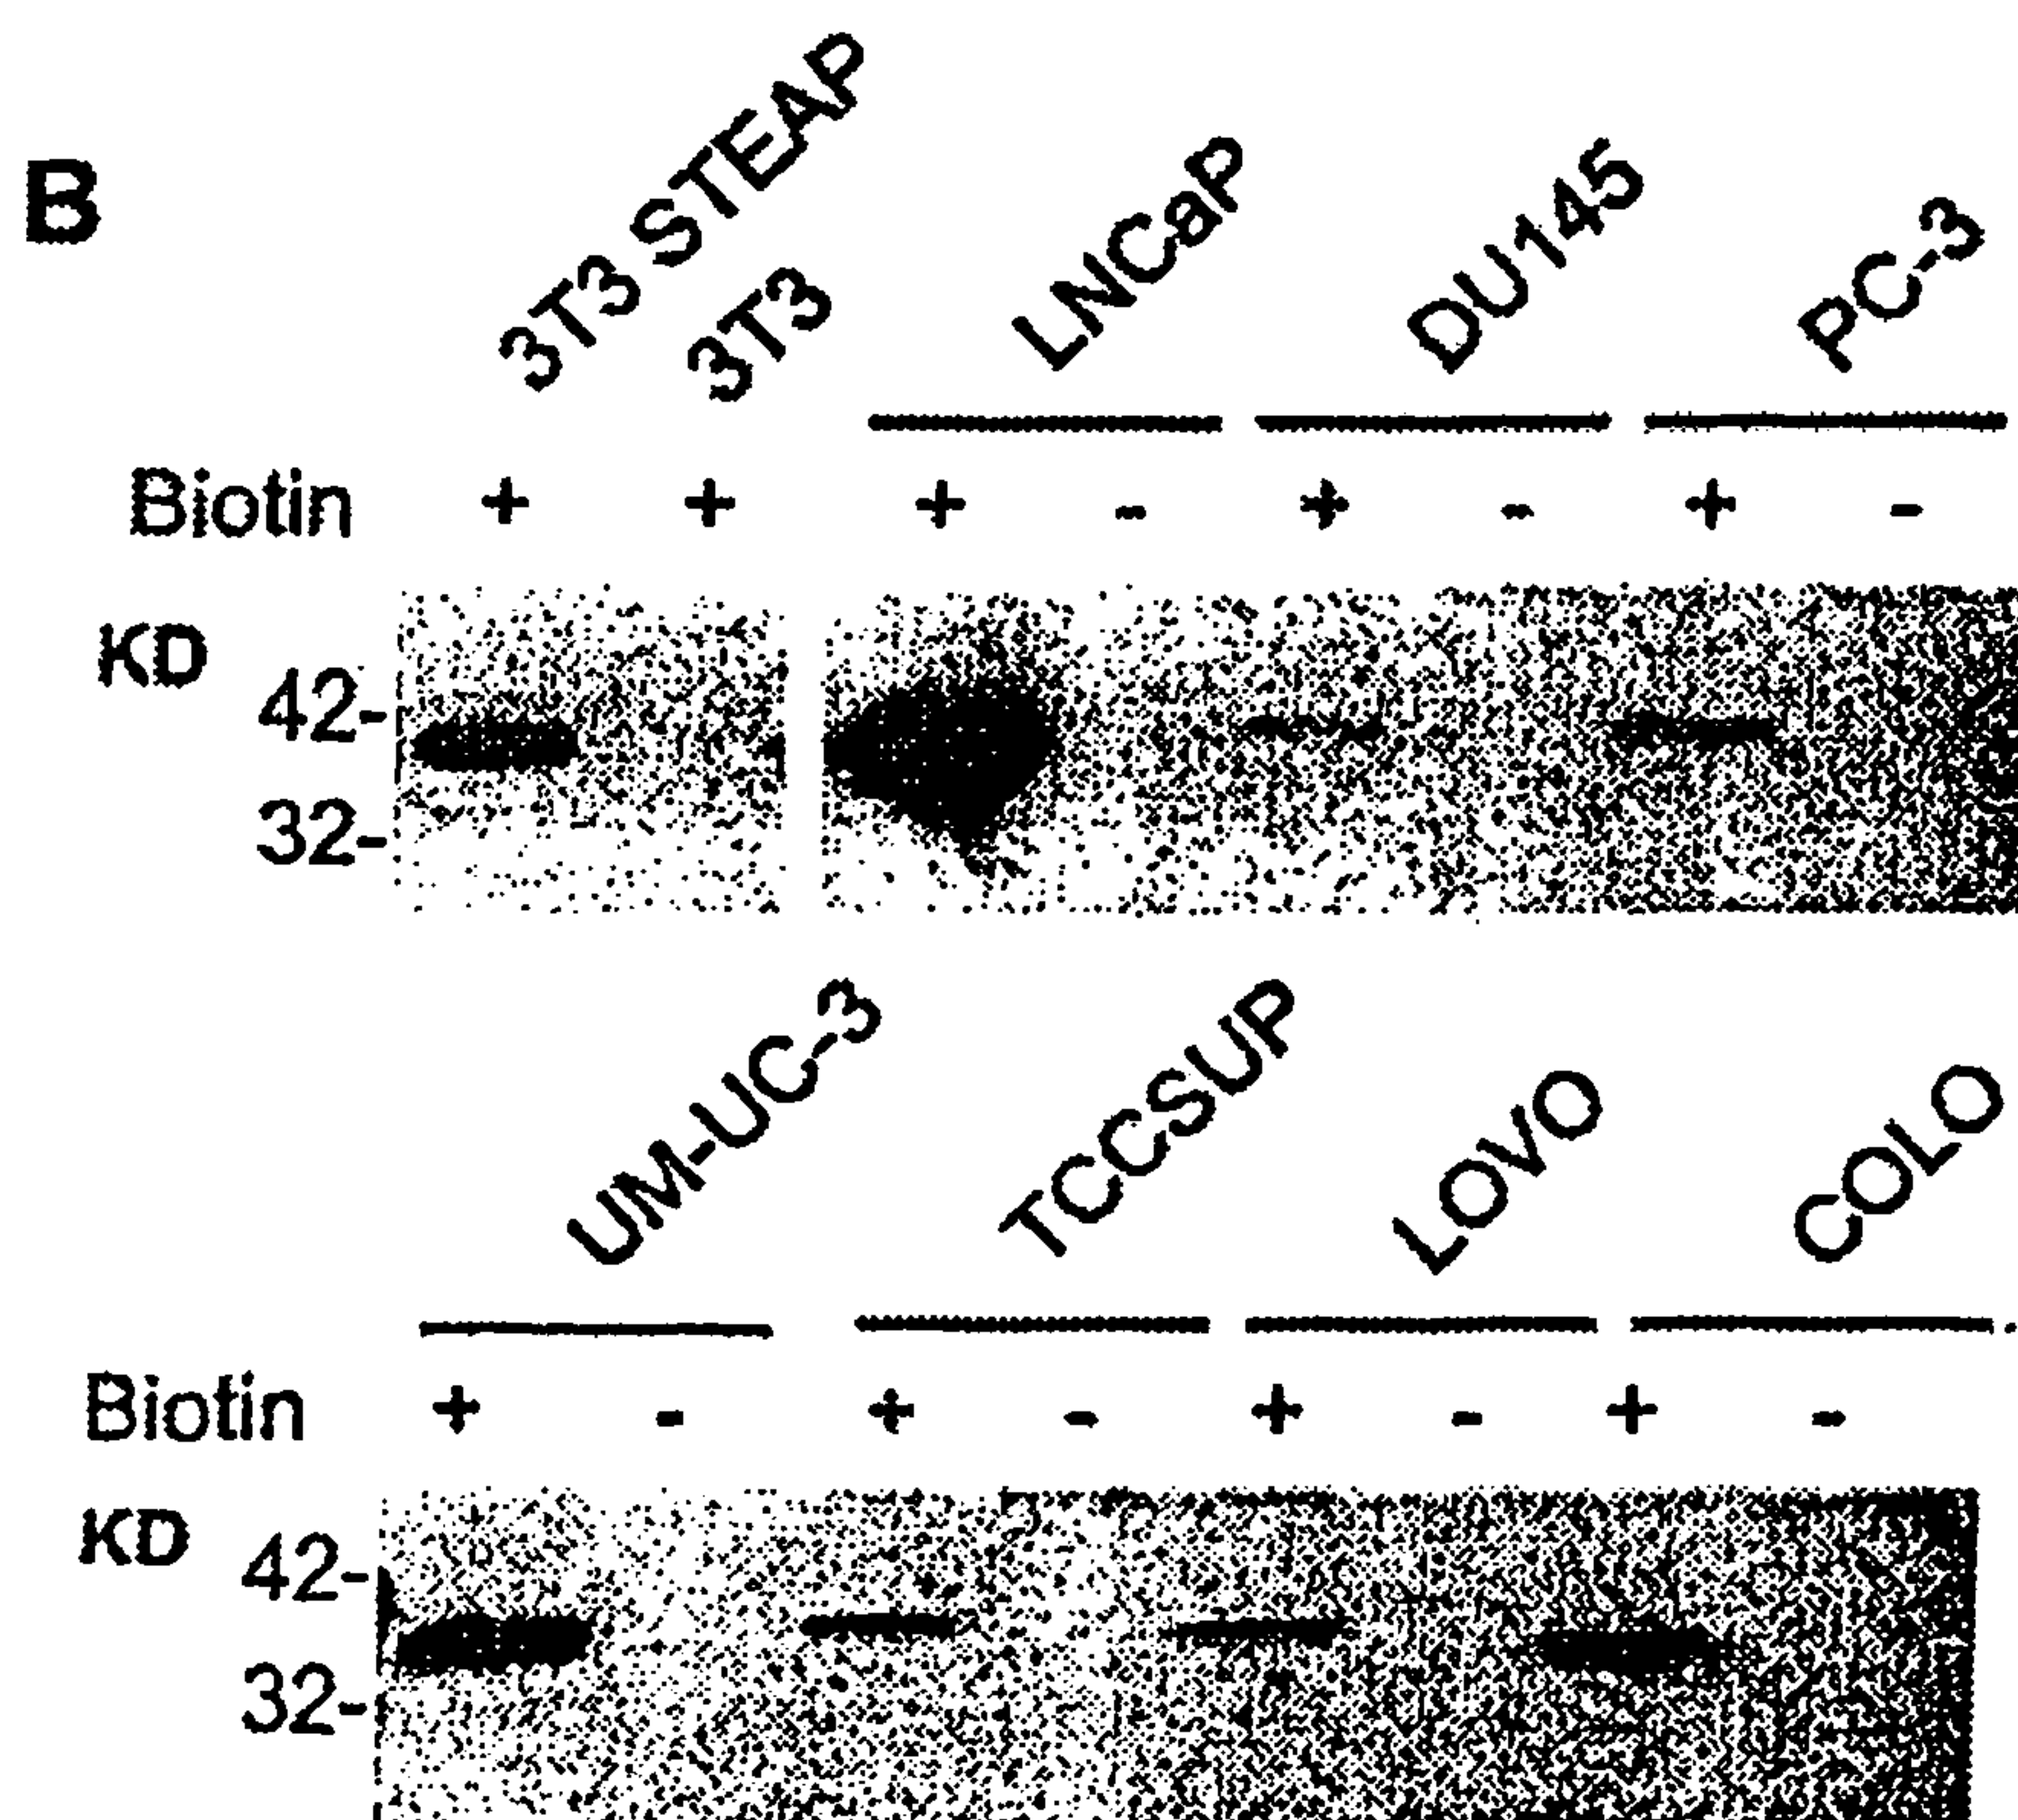 B
3T3 STEAP 3T3 LNCaP DU145 PC-3
Biotin + + + - + - + -
KD
42-
32-
UM-UC-3 TCCSUP LOVO COLO
Biotin + - + - + - + -
KD
42-
32-